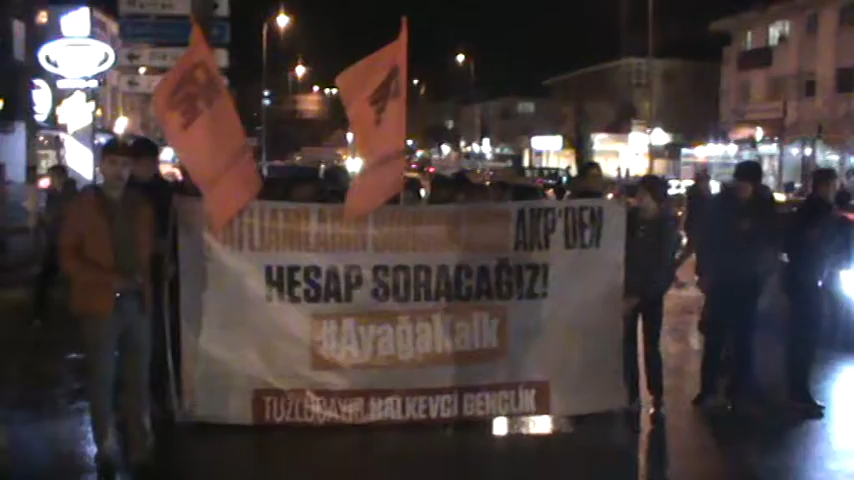 AKP'DEN
HESAP SORACAĞIZ!
#AyağaKalk
TUZLUÇAYIR HALKEVCİ GENÇLİK